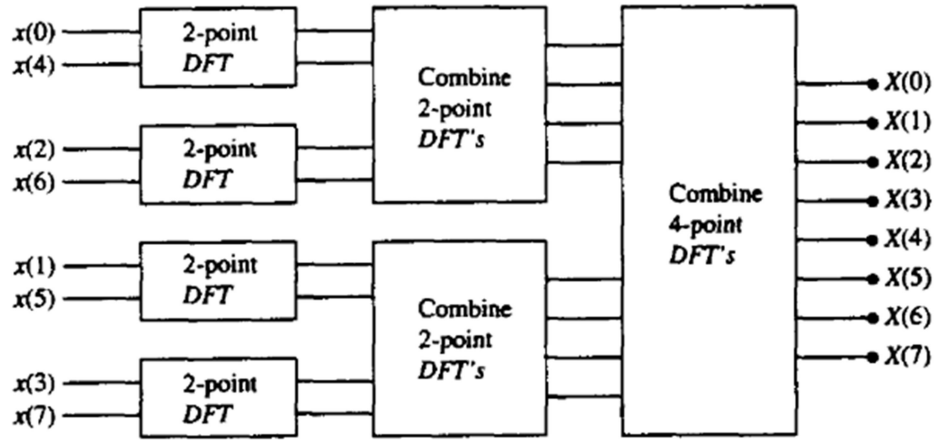 x(0)
x(4)
2-point
DFT
x(2)
x(6)
2-point
DFT
x(1)
x(5)
2-point
DFT
x(3)
x(7)
2-point
DFT
Combine
2-point
DFT's
Combine
2-point
DFT's
Combine
4-point
DFT's
X(0)
X(1)
X(2)
X(3)
X(4)
X(5)
X(6)
X(7)